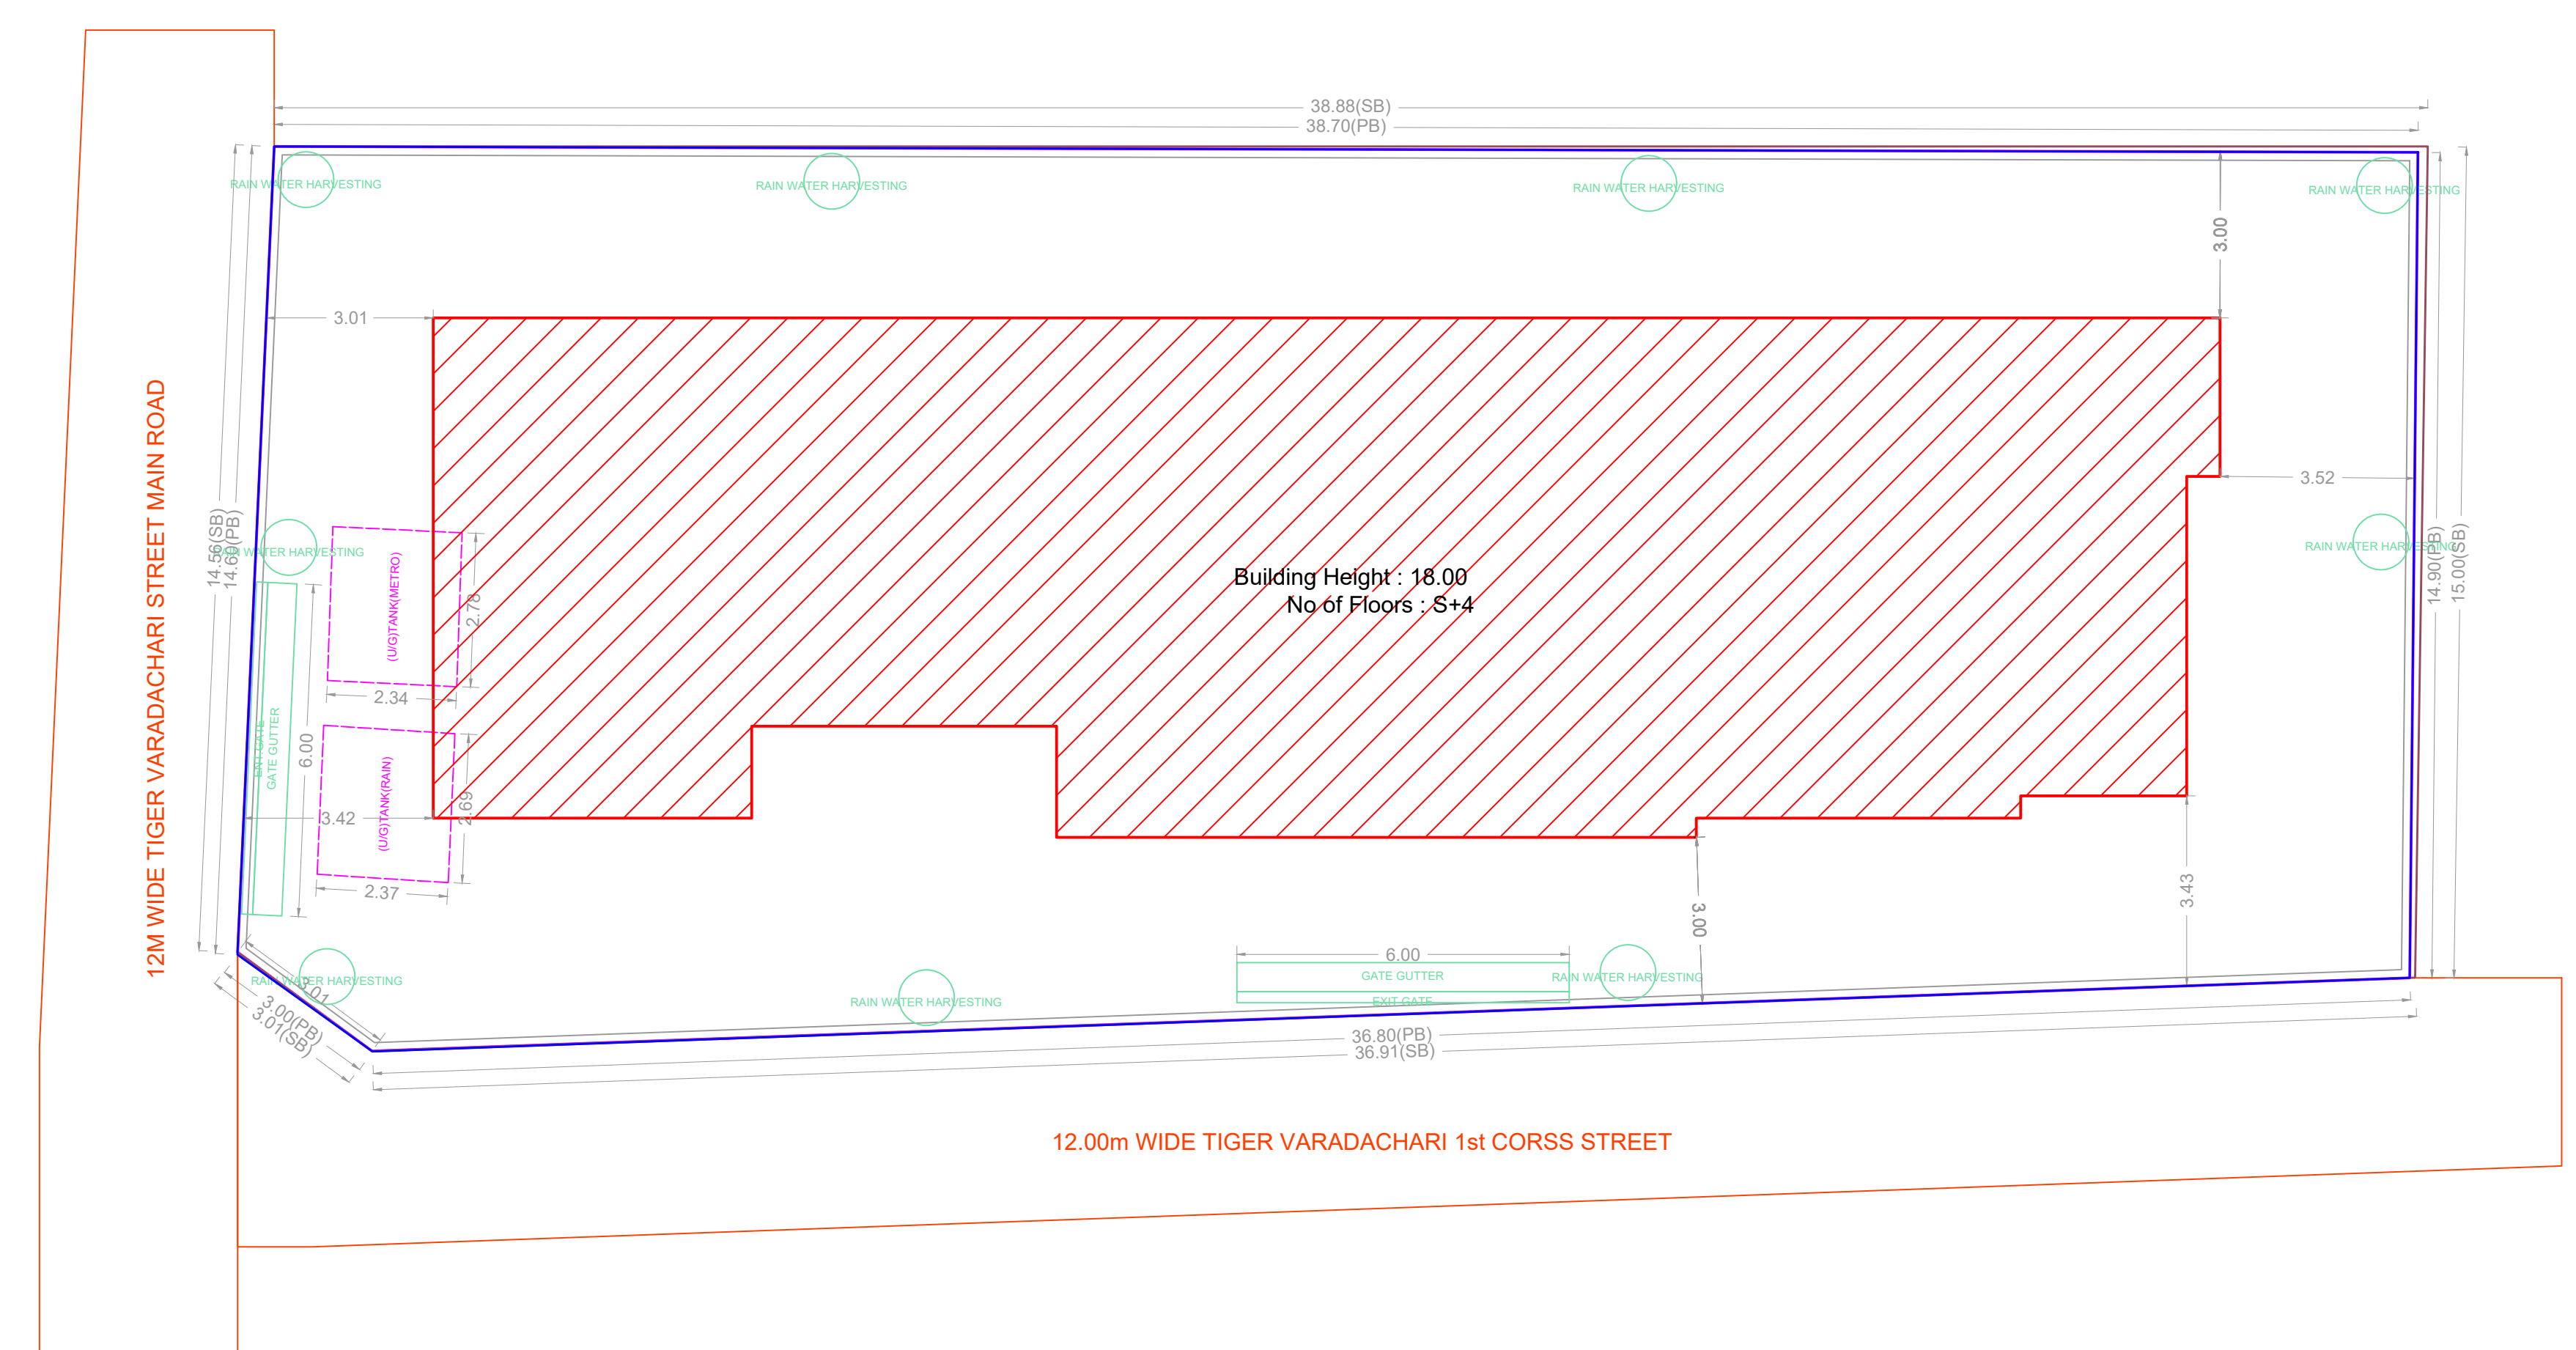 38.88(SB)
38.70(PB)
RAIN WATER HARVESTING
RAIN WATER HARVESTING
RAIN WATER HARVESTING
RAIN WATER HARVESTING
3.00
3.01
12M WIDE TIGER VARADACHARI STREET MAIN ROAD
14.56(SB)
14.69(PB)
RAIN WATER HARVESTING
(U/G)TANK(METRO)
2.78
2.34
Building Height : 18.00
No of Floors : S+4
3.52
RAIN WATER HARVESTING
14.90(PB)
15.00(SB)
ENT.GATE
GATE GUTTER
6.00
(U/G)TANK(RAIN)
2.69
2.37
3.42
3.00
3.43
RAIN WATER HARVESTING
3.01
3.00(PB)
3.01(SB)
RAIN WATER HARVESTING
6.00
GATE GUTTER
EXIT GATE
RAIN WATER HARVESTING
36.80(PB)
36.91(SB)
12.00m WIDE TIGER VARADACHARI 1st CORSS STREET